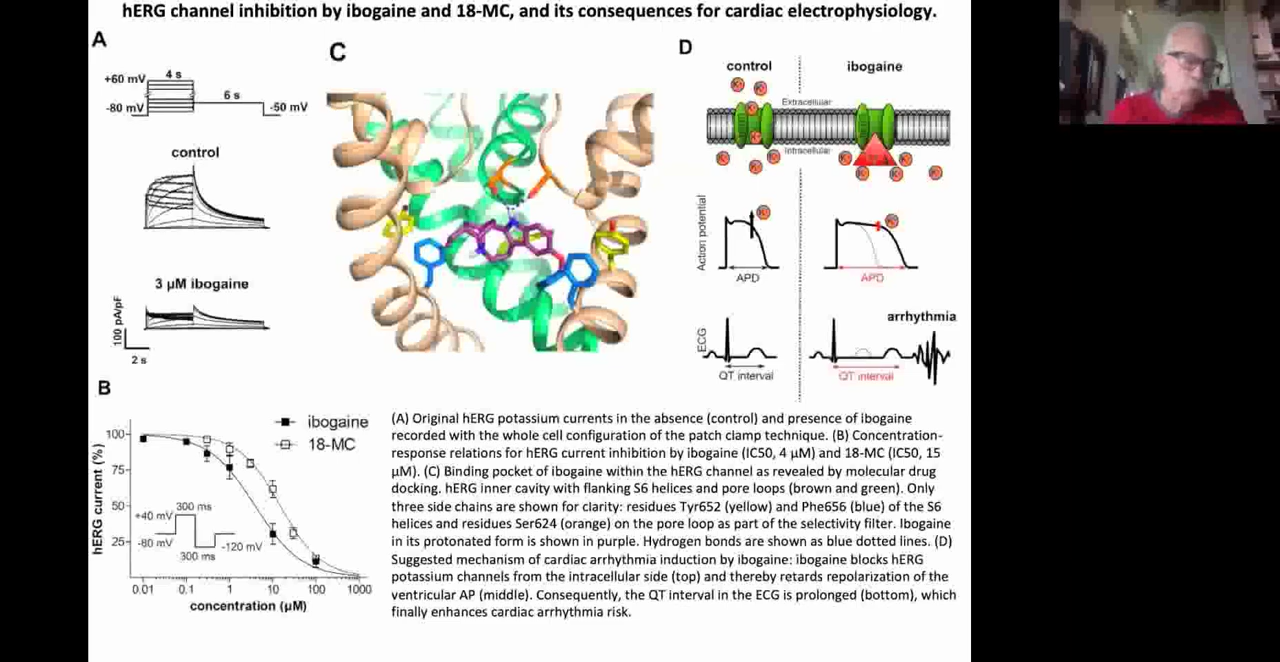 hERG channel inhibition by ibogaine and 18-MC, and its consequences for cardiac electrophysiology.
A
4 s
+60 mV
6 s
-80 mV
-50 mV
control
3 µM ibogaine
100 pA/pF
2 s
B
ibogaine
18-MC
hERG current (%)
100
75
50
25
300 ms
+40 mV
-80 mV
-120 mV
300 ms
0.01 0.1 1 10 100 1000
concentration (µM)
C
D
control
ibogaine
Extracellular
Intracellular
K⁺
Action potential
APD
APD
arrhythmia
ECG
QT interval
QT interval
(A) Original hERG potassium currents in the absence (control) and presence of ibogaine
recorded with the whole cell configuration of the patch clamp technique. (B) Concentration-
response relations for hERG current inhibition by ibogaine (IC50, 4 µM) and 18-MC (IC50, 15
µM). (C) Binding pocket of ibogaine within the hERG channel as revealed by molecular drug
docking. hERG inner cavity with flanking S6 helices and pore loops (brown and green). Only
three side chains are shown for clarity: residues Tyr652 (yellow) and Phe656 (blue) of the S6
helices and residues Ser624 (orange) on the pore loop as part of the selectivity filter. Ibogaine
in its protonated form is shown in purple. Hydrogen bonds are shown as blue dotted lines. (D)
Suggested mechanism of cardiac arrhythmia induction by ibogaine: ibogaine blocks hERG
potassium channels from the intracellular side (top) and thereby retards repolarization of the
ventricular AP (middle). Consequently, the QT interval in the ECG is prolonged (bottom), which
finally enhances cardiac arrhythmia risk.